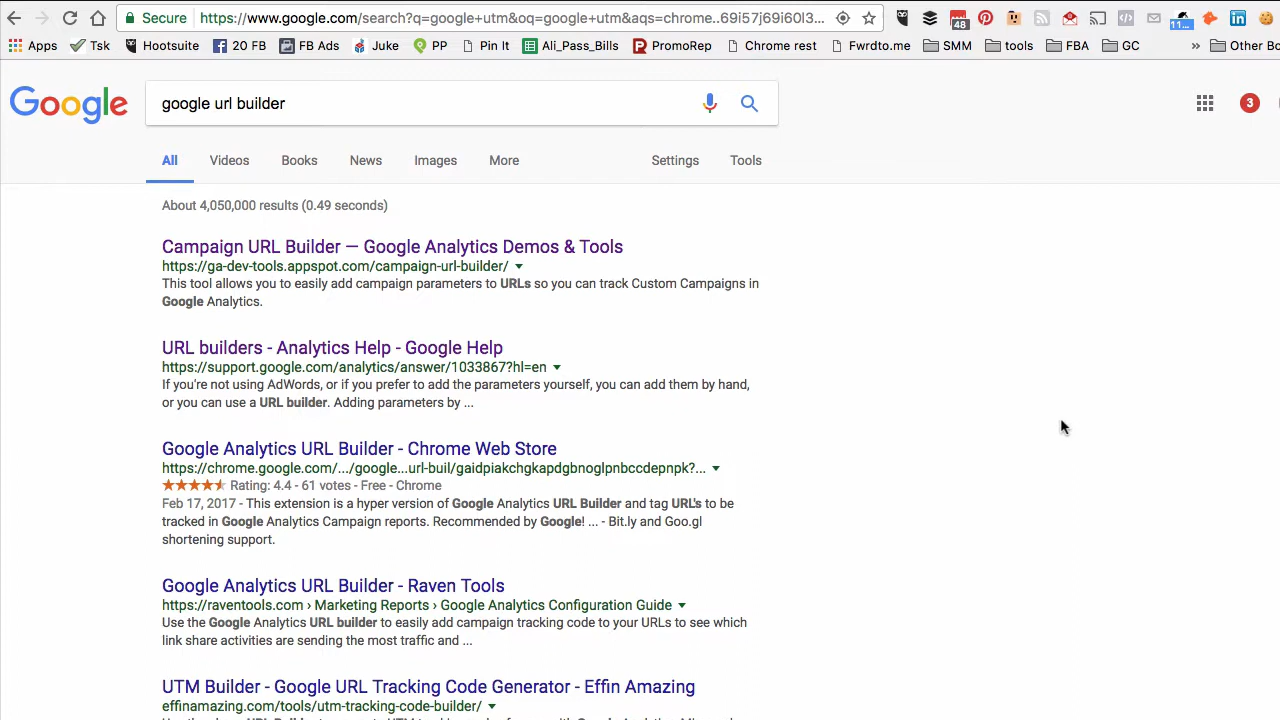 Secure https://www.google.com/search?q=google+utm&oq=google+utm&aqs=chrome..69i57j69i60l3...
48
11...
Apps Tsk Hootsuite 20 FB FB Ads Juke PP Pin It Ali_Pass_Bills PromoRep Chrome rest Fwrdto.me SMM tools FBA GC » Other Bo
Google google url builder
3
All Videos Books News Images More Settings Tools
About 4,050,000 results (0.49 seconds)
Campaign URL Builder — Google Analytics Demos & Tools
https://ga-dev-tools.appspot.com/campaign-url-builder/
This tool allows you to easily add campaign parameters to URLs so you can track Custom Campaigns in
Google Analytics.
URL builders - Analytics Help - Google Help
https://support.google.com/analytics/answer/1033867?hl=en
If you're not using AdWords, or if you prefer to add the parameters yourself, you can add them by hand,
or you can use a URL builder. Adding parameters by ...
Google Analytics URL Builder - Chrome Web Store
https://chrome.google.com/.../google...url-buil/gaidpiakchgkapdgbnoglpnbccdepnpk?...
Rating: 4.4 - 61 votes - Free - Chrome
Feb 17, 2017 - This extension is a hyper version of Google Analytics URL Builder and tag URL's to be
tracked in Google Analytics Campaign reports. Recommended by Google! ... - Bit.ly and Goo.gl
shortening support.
Google Analytics URL Builder - Raven Tools
https://raventools.com › Marketing Reports › Google Analytics Configuration Guide
Use the Google Analytics URL builder to easily add campaign tracking code to your URLs to see which
link share activities are sending the most traffic and ...
UTM Builder - Google URL Tracking Code Generator - Effin Amazing
effinamazing.com/tools/utm-tracking-code-builder/